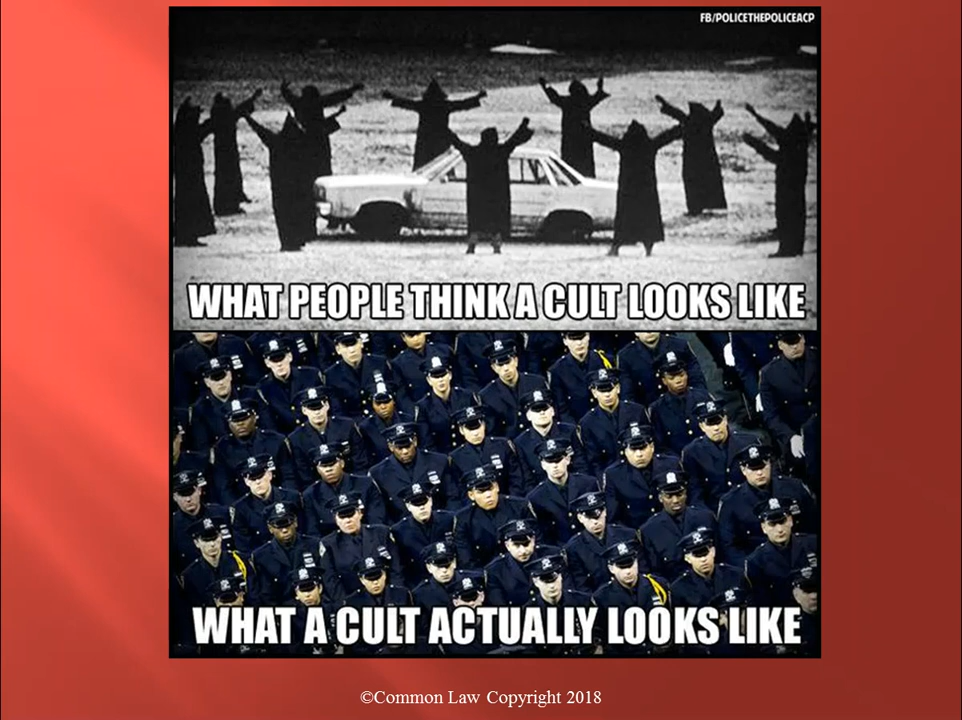 FB/POLICETHEPOLICEACP
WHAT PEOPLE THINK A CULT LOOKS LIKE
WHAT A CULT ACTUALLY LOOKS LIKE
©Common Law Copyright 2018